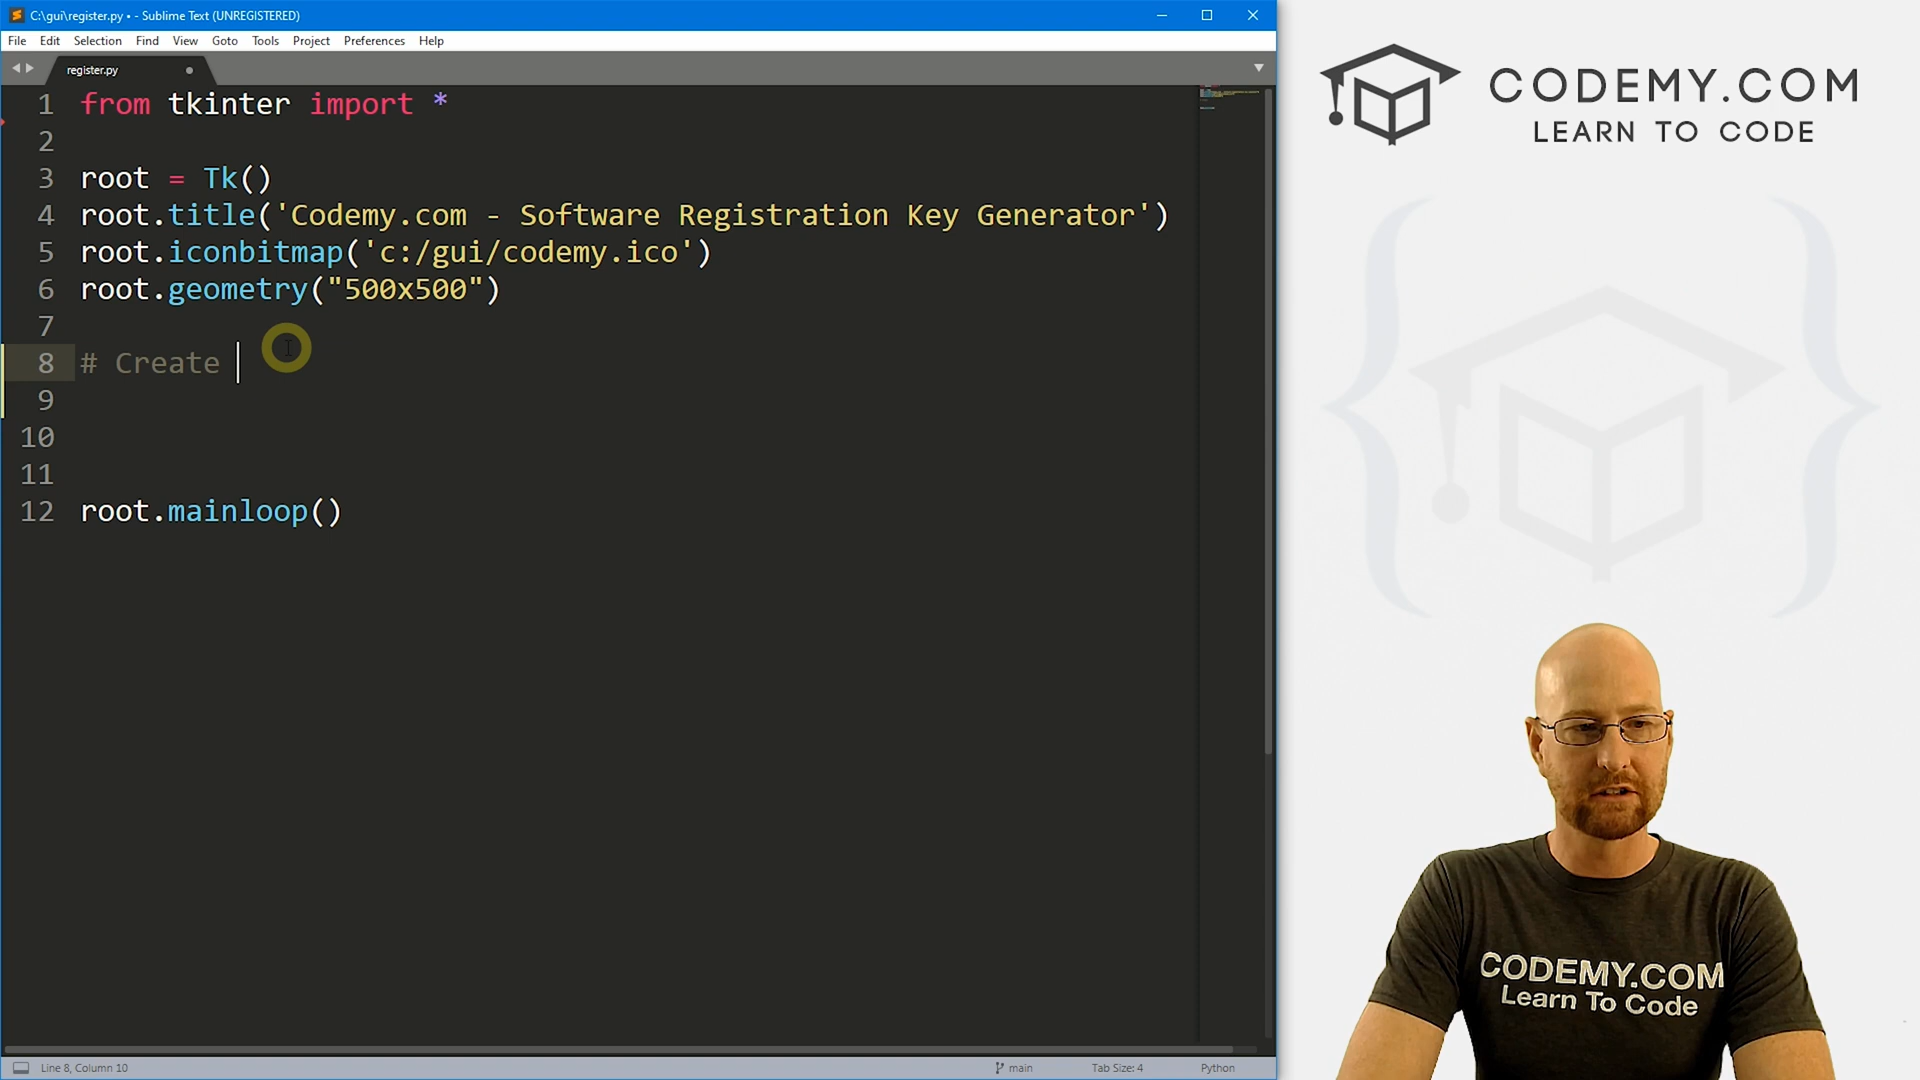 C:\gui\register.py • - Sublime Text (UNREGISTERED)
File Edit Selection Find View Goto Tools Project Preferences Help
register.py
1 from tkinter import *
2
3 root = Tk()
4 root.title('Codemy.com - Software Registration Key Generator')
5 root.iconbitmap('c:/gui/codemy.ico')
6 root.geometry("500x500")
7
8 # Create
9
10
11
12 root.mainloop()
Line 8, Column 10
main
Tab Size: 4
Python
CODEMY.COM
LEARN TO CODE
CODEMY.COM
Learn To Code